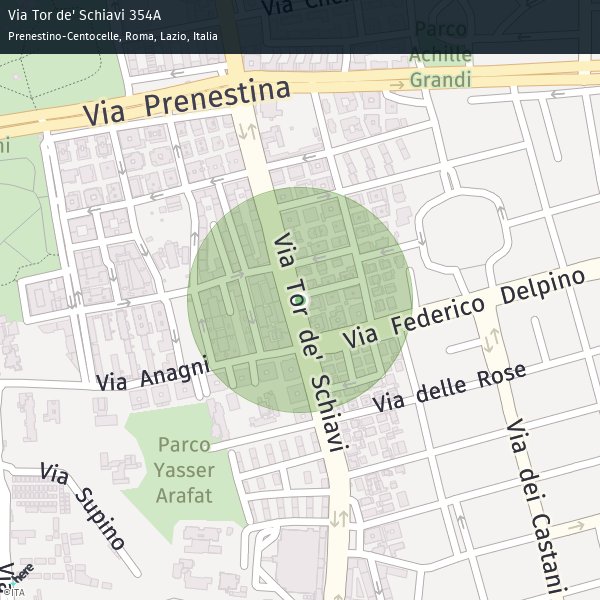 Via Tor de' Schiavi 354A
Prenestino-Centocelle, Roma, Lazio, Italia
Parco
Achille
Grandi
Via Prenestina
Via Tor de' Schiavi
Via Federico Delpino
Via Anagni
Via delle Rose
Parco
Yasser
Arafat
Via Supino
Via dei Castani
here
©ITA